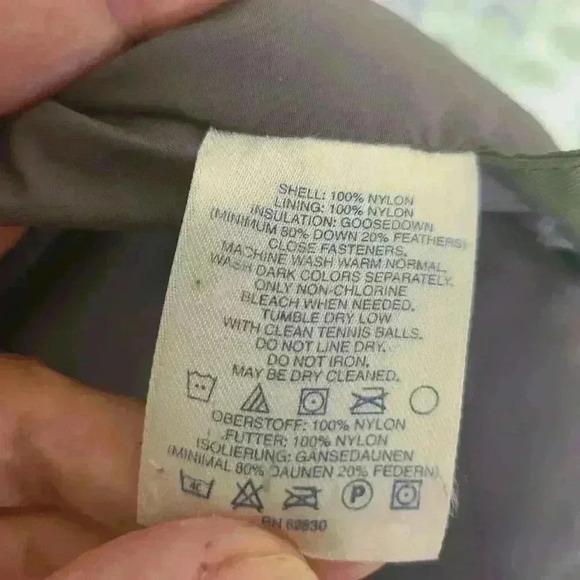 SHELL: 100% NYLON
LINING: 100% NYLON
INSULATION: GOOSEDOWN
(MINIMUM 80% DOWN 20% FEATHERS)
CLOSE FASTENERS.
MACHINE WASH WARM NORMAL
WASH DARK COLORS SEPARATELY.
ONLY NON-CHLORINE
BLEACH WHEN NEEDED.
TUMBLE DRY LOW
WITH CLEAN TENNIS BALLS.
DO NOT LINE DRY.
DO NOT IRON.
MAY BE DRY CLEANED.
OBERSTOFF: 100% NYLON
FUTTER: 100% NYLON
ISOLIERUNG: GANSEDAUNEN
(MINIMAL 80% DAUNEN 20% FEDERN)
P
RN 62830